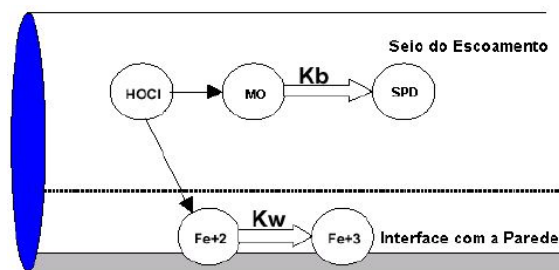 Seio do Escoamento
Kb
HOCl
MO
SPD
Kw
Fe+2
Fe+3
Interface com a Parede